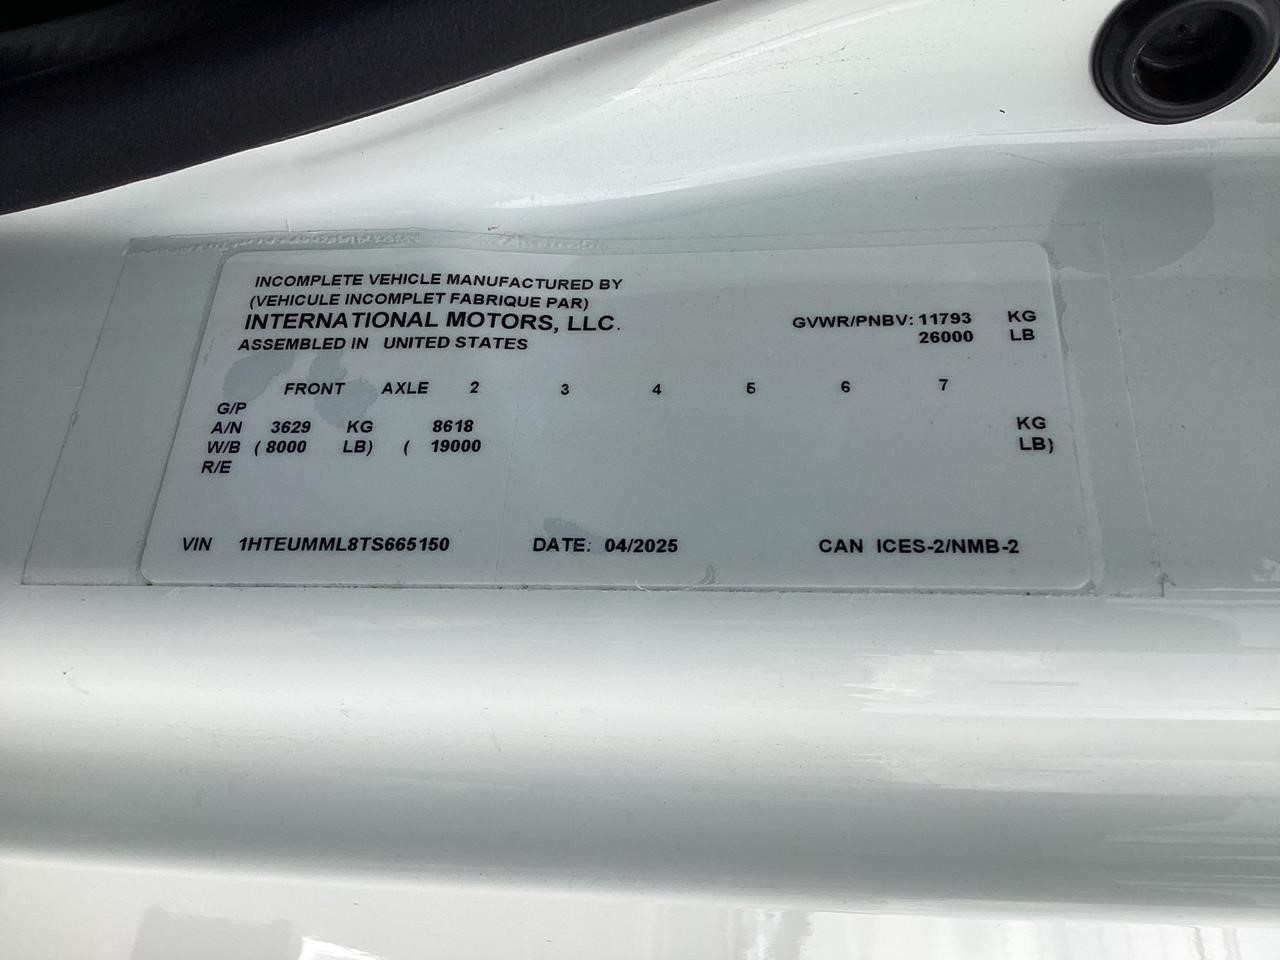 INCOMPLETE VEHICLE MANUFACTURED BY
(VEHICULE INCOMPLET FABRIQUE PAR)
INTERNATIONAL MOTORS, LLC.
ASSEMBLED IN UNITED STATES
GVWR/PNBV: 11793 KG
26000 LB
FRONT AXLE 2 3 4 5 6 7
G/P
A/N 3629 KG 8618 KG
W/B ( 8000 LB) ( 19000 LB)
R/E
VIN 1HTEUMML8TS665150 DATE: 04/2025 CAN ICES-2/NMB-2